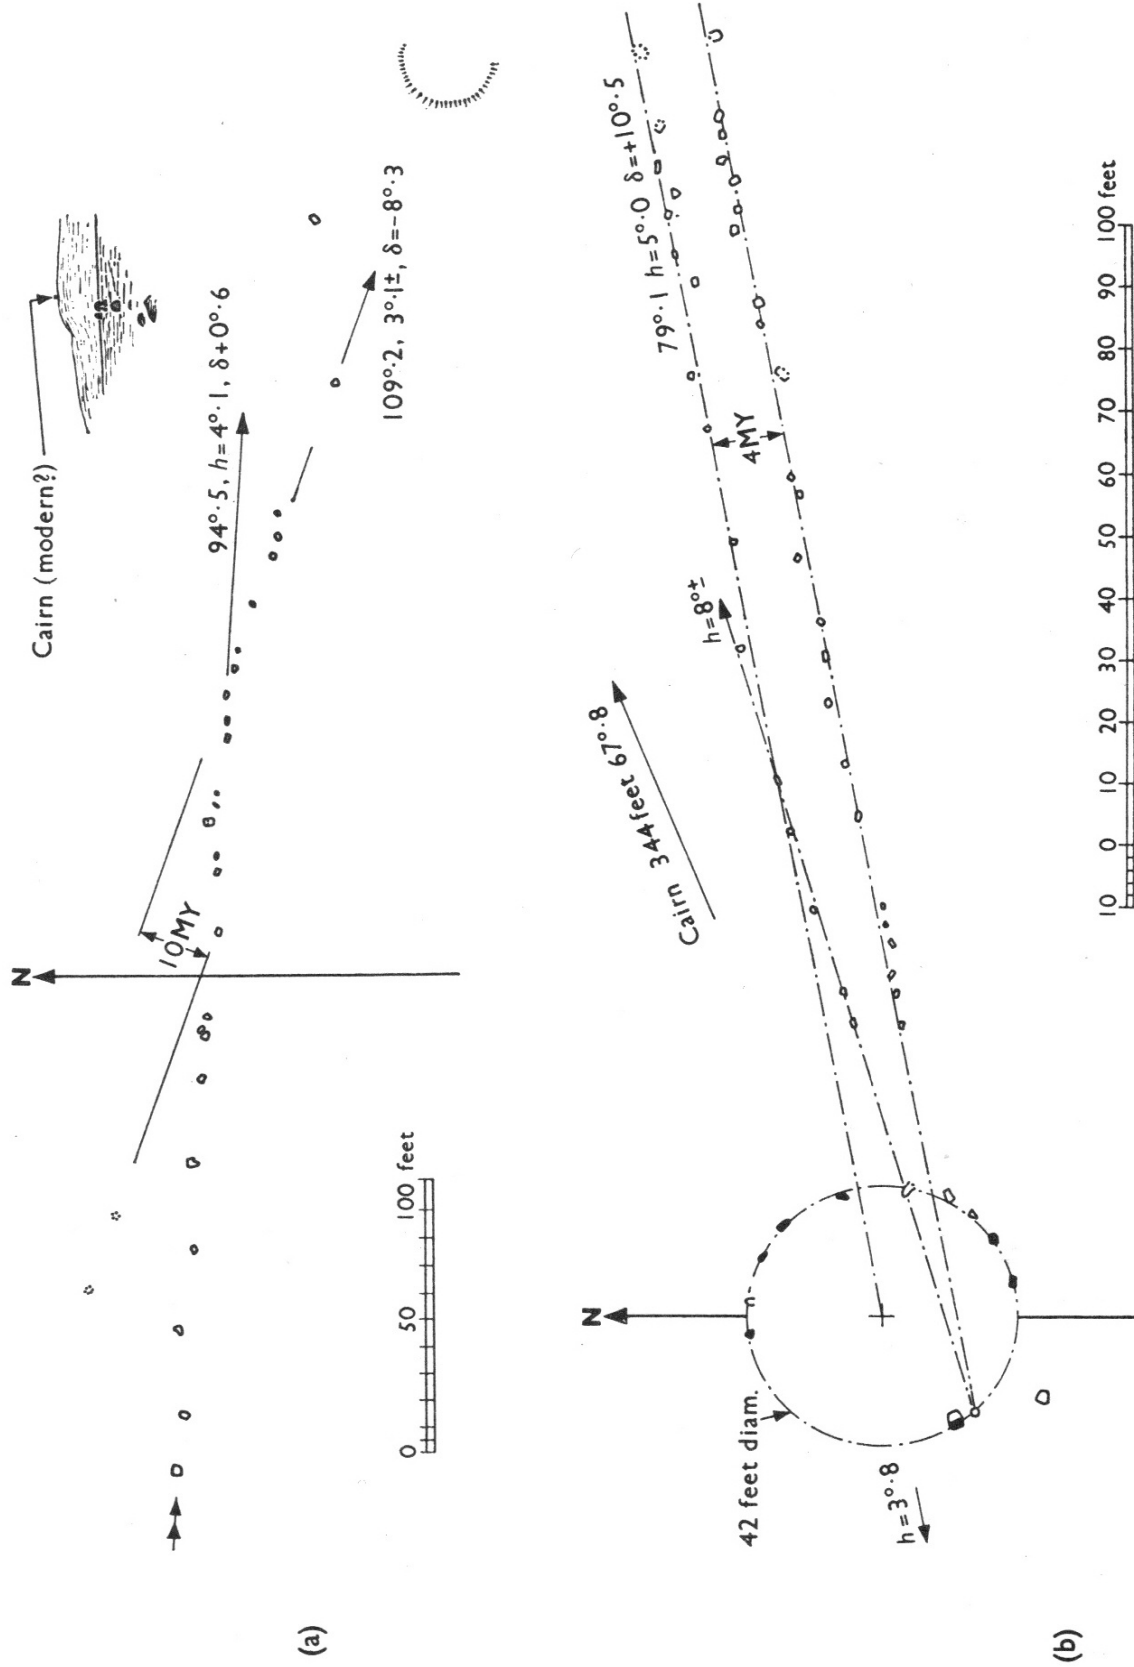 (a)
N
10MY
Cairn (modern?)
94°·5, h=4°·1, δ+0°·6
109°·2, 3°·1±, δ=-8°·3
0 50 100 feet
(b)
N
42 feet diam.
h=3°·8
Cairn 344 feet 67°·8
h=8°±
4MY
79°·1 h=5°·0 δ=+10°·5
10 0 10 20 30 40 50 60 70 80 90 100 feet